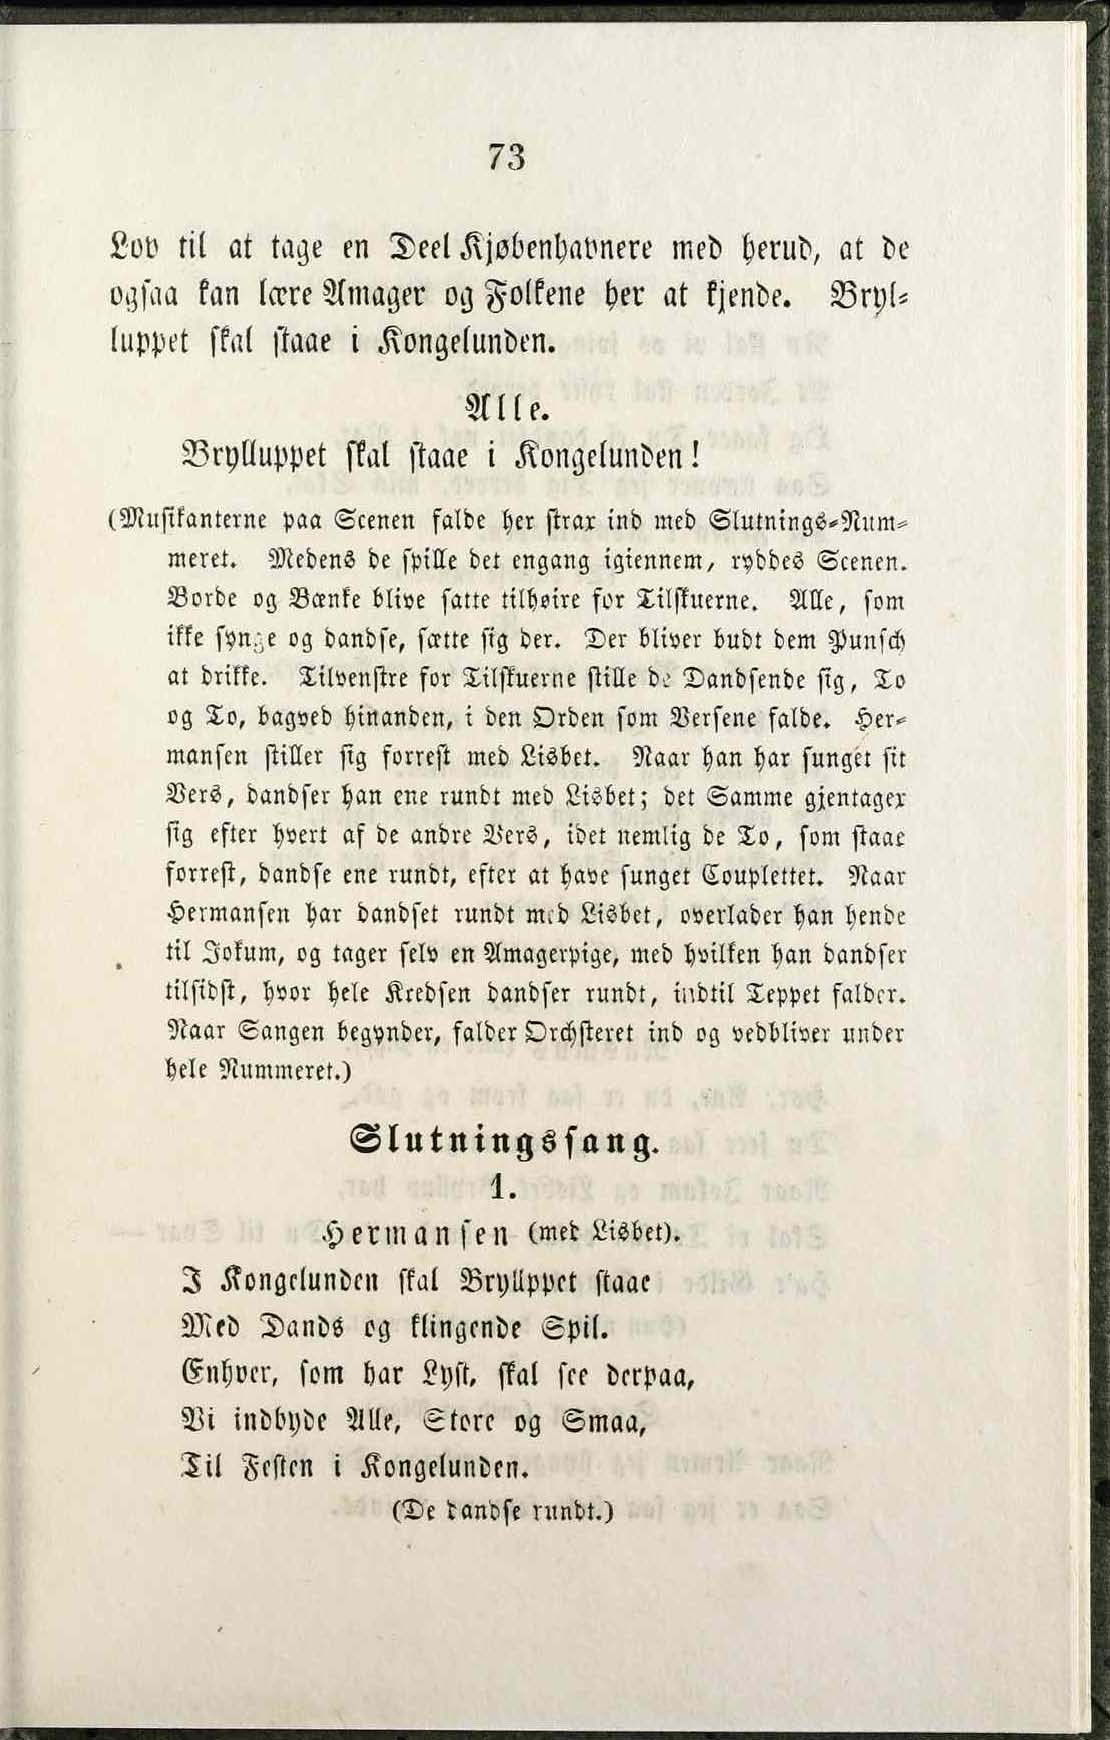 73
Lov til at tage en Deel Kjøbenhavnere med herud, at de
ogsaa kan lære Amager og Folkene her at kjende. Bryl-
luppet skal staae i Kongelunden.
Alle.
Brylluppet skal staae i Kongelunden!
(Musikanterne paa Scenen falde her strax ind med Slutnings-Num-
meret. Medens de spille det engang igiennem, ryddes Scenen.
Borde og Bænke blive satte tilhøire for Tilskuerne. Alle, som
ikke synge og dandse, sætte sig der. Der bliver budt dem Punsch
at drikke. Tilvenstre for Tilskuerne stille de Dandsende sig, To
og To, bagved hinanden, i den Orden som Versene falde. Her-
mansen stiller sig forrest med Lisbet. Naar han har sunget sit
Vers, dandser han ene rundt med Lisbet; det Samme gjentager
sig efter hvert af de andre Vers, idet nemlig de To, som staae
forrest, dandse ene rundt, efter at have sunget Couplettet. Naar
Hermansen har dandset rundt med Lisbet, overlader han hende
til Jokum, og tager selv en Amagerpige, med hvilken han dandser
tilsidst, hvor hele Kredsen dandser rundt, indtil Teppet falder.
Naar Sangen begynder, falder Orchsteret ind og vedbliver under
hele Nummeret.)
Slutningssang.
1.
Hermansen (med Lisbet).
I Kongelunden skal Bryllppet staae
Med Dands og klingende Spil.
Enhver, som har Lyst, skal see derpaa,
Vi indbyde Alle, Store og Smaa,
Til Festen i Kongelunden.
(De dandse rundt.)